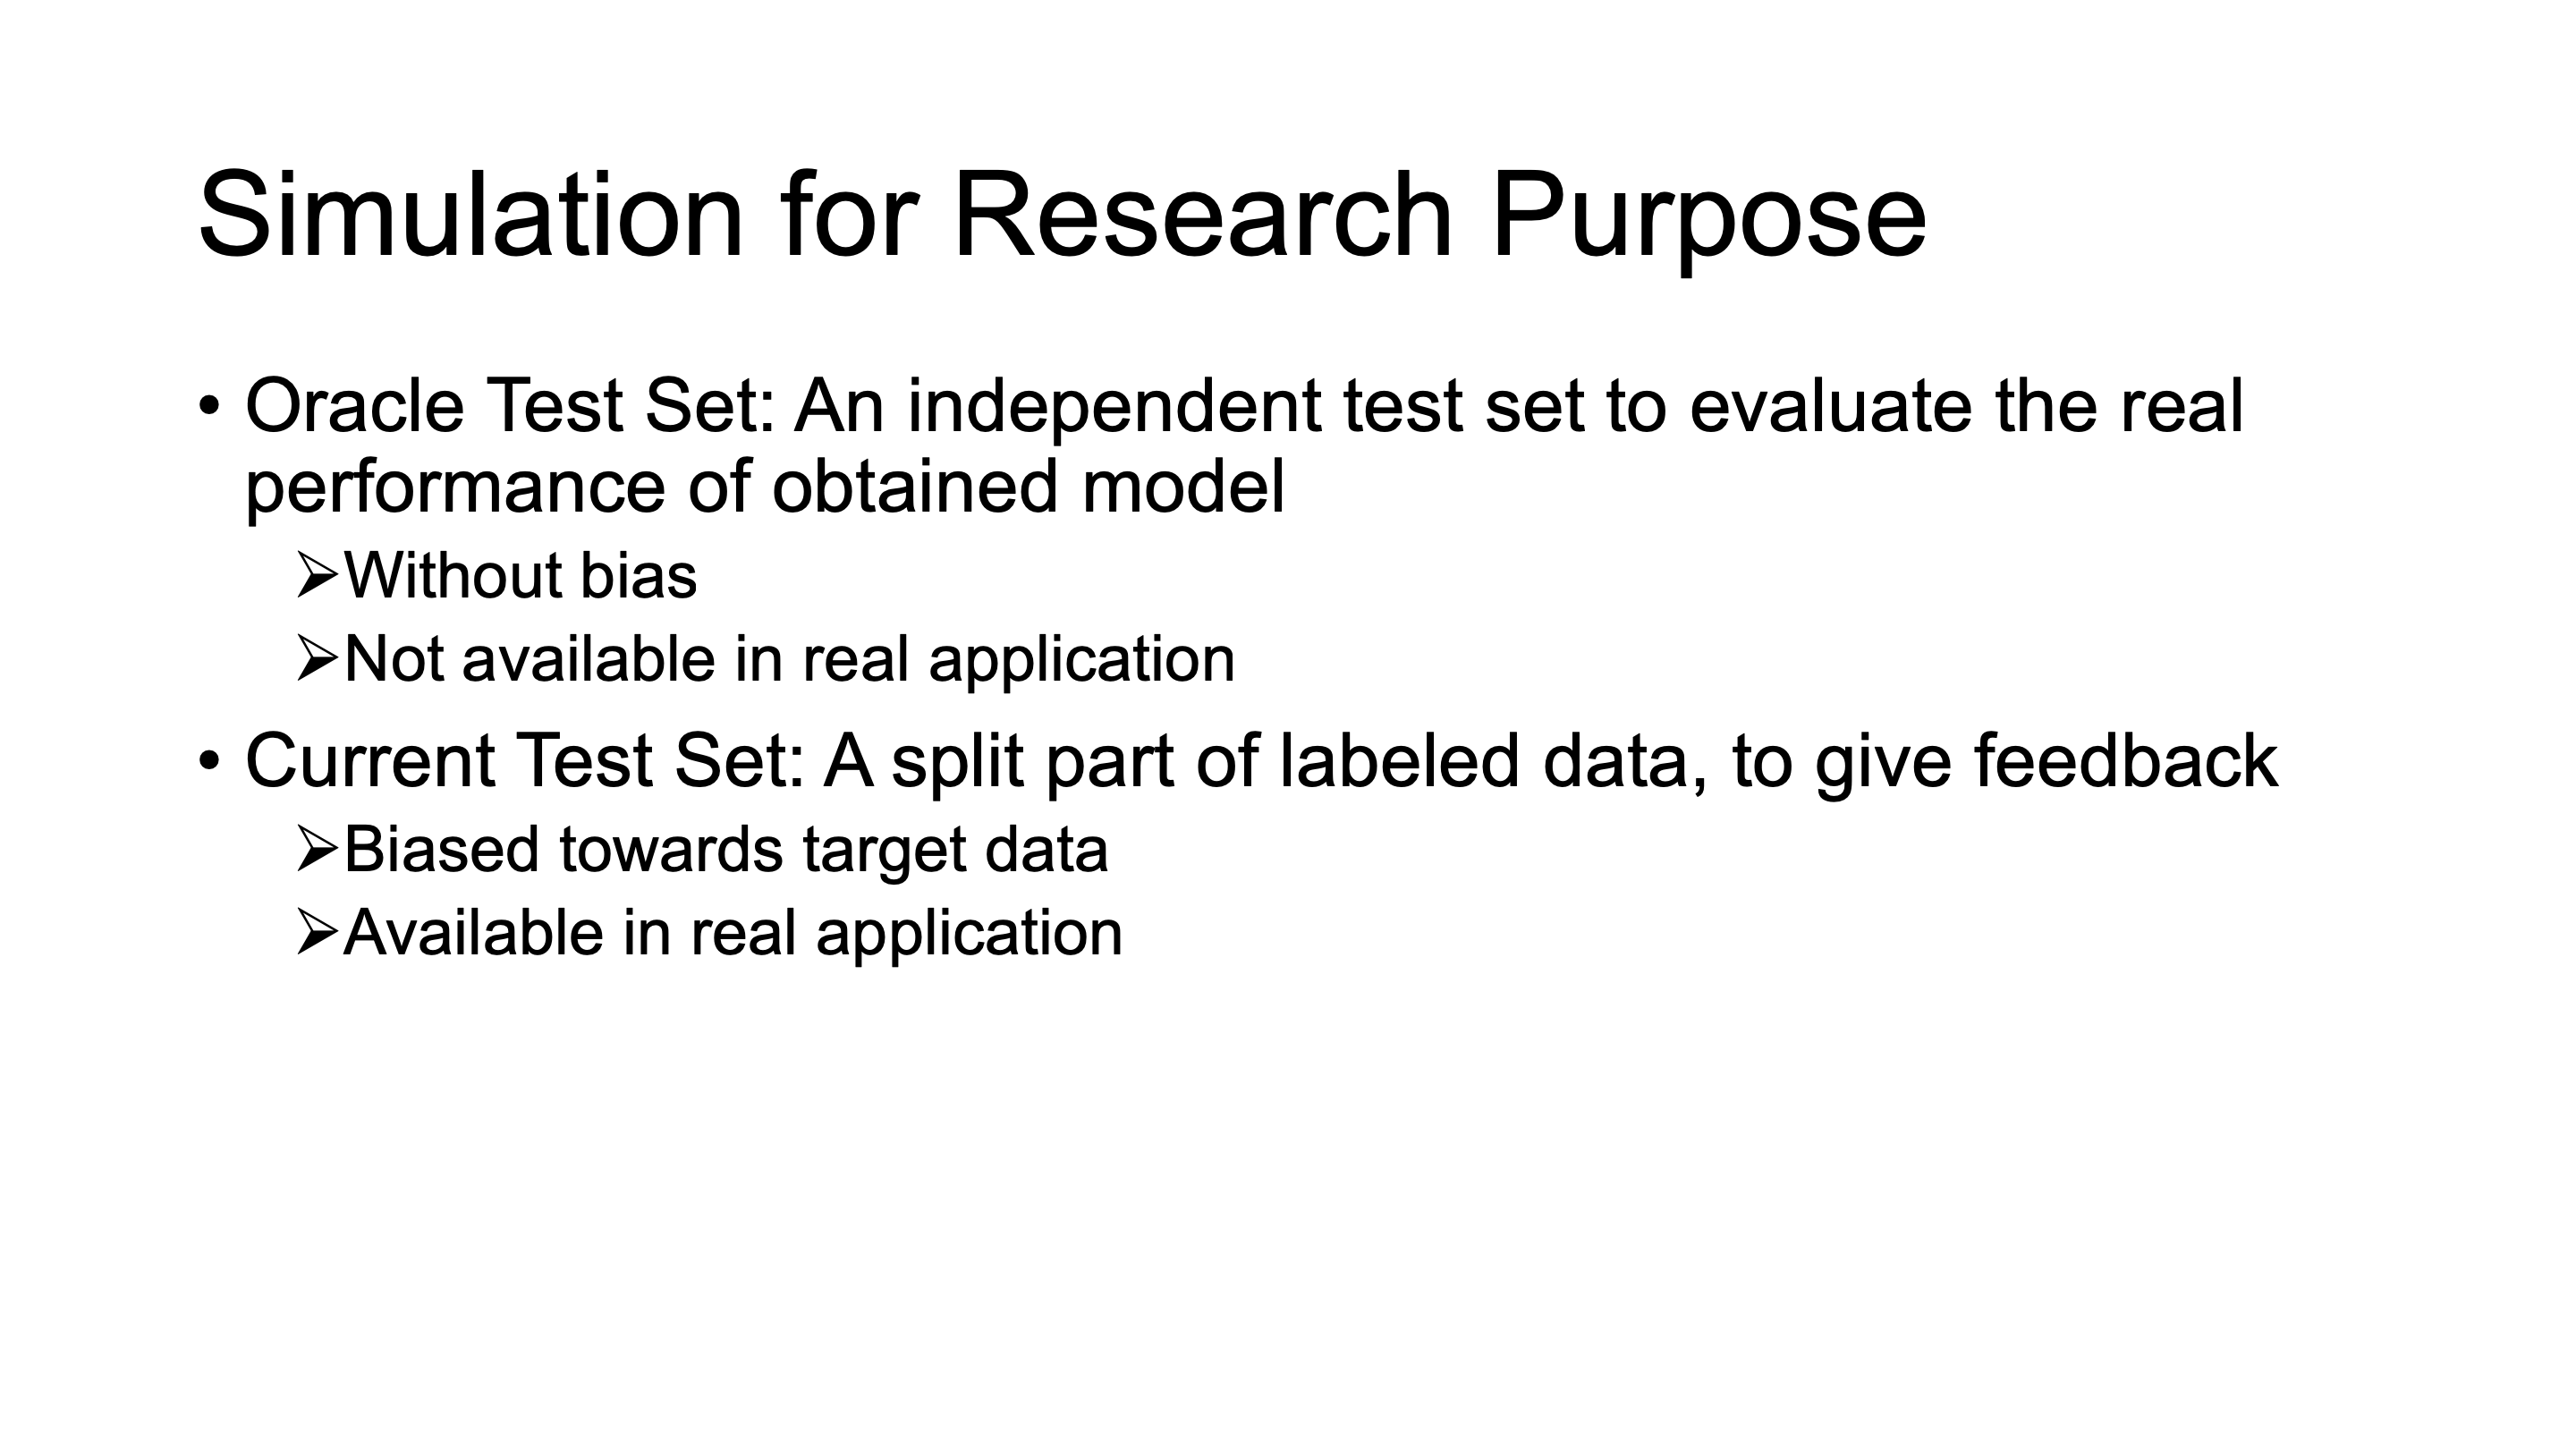 Simulation for Research Purpose
• Oracle Test Set: An independent test set to evaluate the real
performance of obtained model
➢Without bias
➢Not available in real application
• Current Test Set: A split part of labeled data, to give feedback
➢Biased towards target data
➢Available in real application